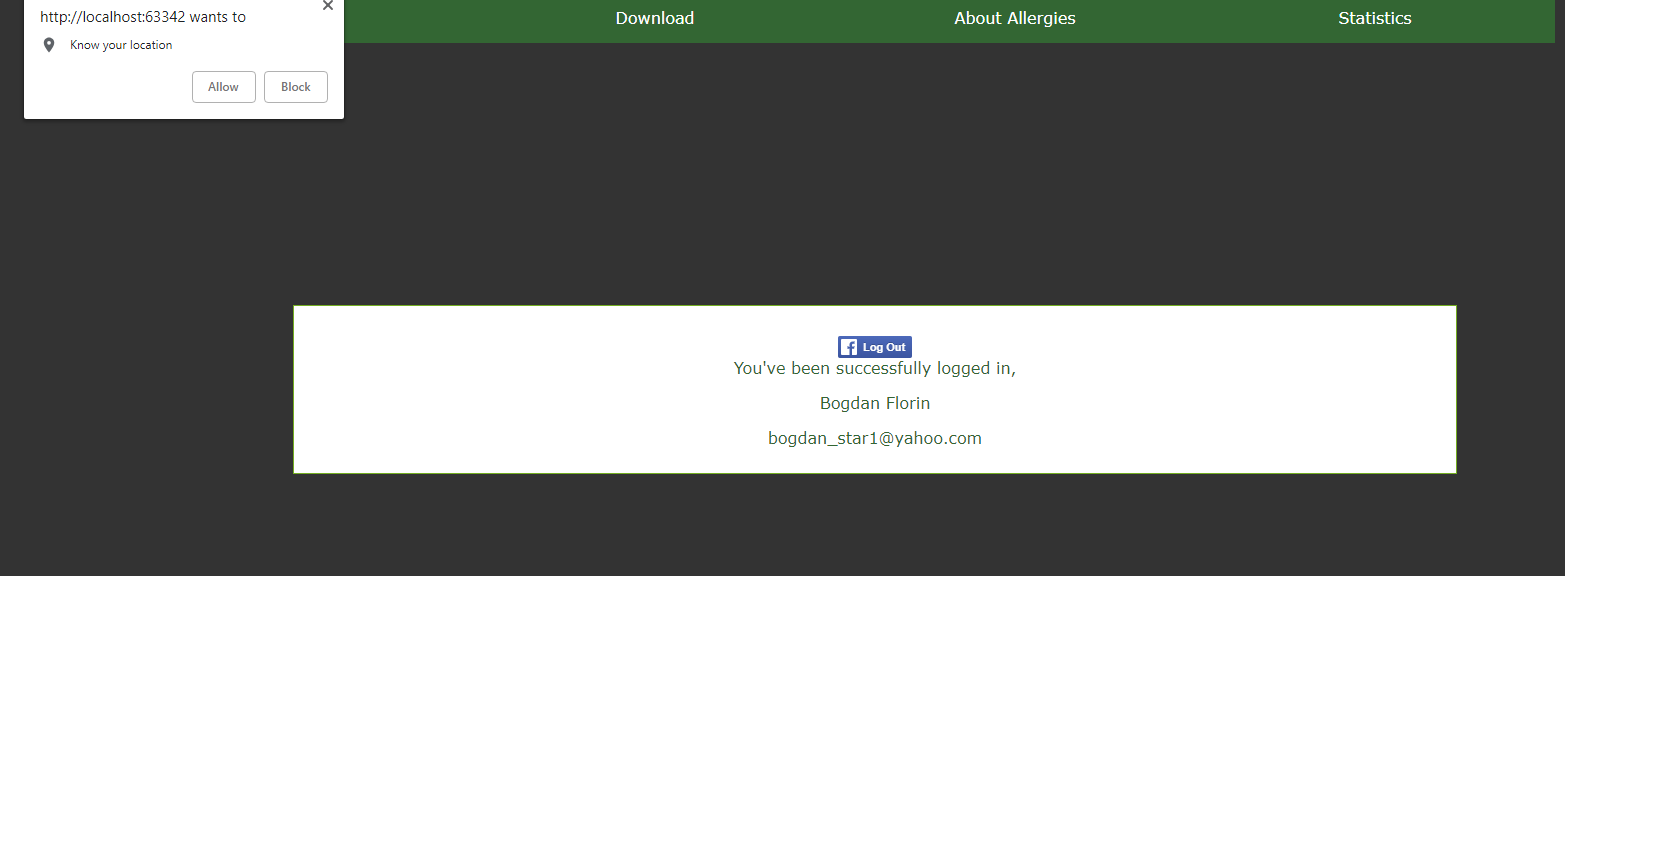 http://localhost:63342 wants to
Know your location
Allow Block
Download About Allergies Statistics
Log Out
You've been successfully logged in,
Bogdan Florin
bogdan_star1@yahoo.com